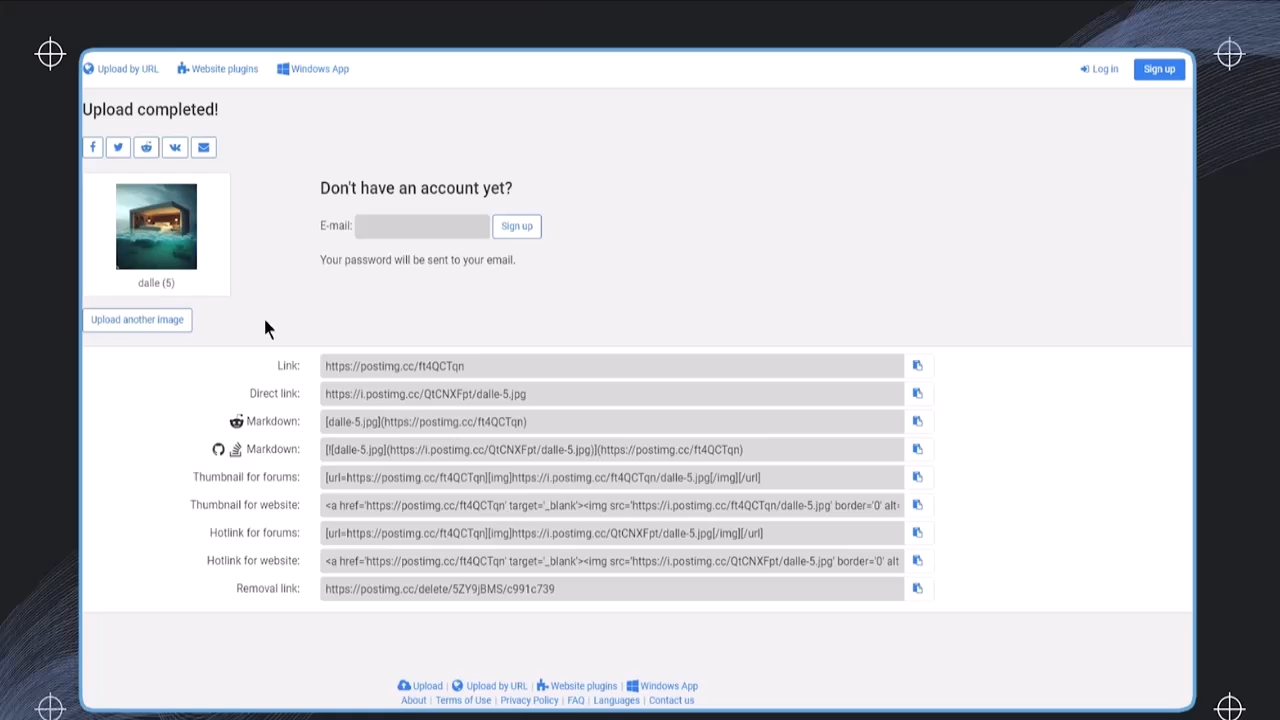 Upload by URL Website plugins Windows App Log in Sign up
Upload completed!
Don't have an account yet?
E-mail: Sign up
Your password will be sent to your email.
dalle (5)
Upload another image
Link: https://postimg.cc/ft4QCTqn
Direct link: https://i.postimg.cc/QtCNXFpt/dalle-5.jpg
Markdown: [dalle-5.jpg](https://postimg.cc/ft4QCTqn)
Markdown: [![dalle-5.jpg](https://i.postimg.cc/QtCNXFpt/dalle-5.jpg)](https://postimg.cc/ft4QCTqn)
Thumbnail for forums: [url=https://postimg.cc/ft4QCTqn][img]https://i.postimg.cc/ft4QCTqn/dalle-5.jpg[/img][/url]
Thumbnail for website: <a href='https://postimg.cc/ft4QCTqn' target='_blank'><img src='https://i.postimg.cc/ft4QCTqn/dalle-5.jpg' border='0' alt=
Hotlink for forums: [url=https://postimg.cc/ft4QCTqn][img]https://i.postimg.cc/QtCNXFpt/dalle-5.jpg[/img][/url]
Hotlink for website: <a href='https://postimg.cc/ft4QCTqn' target='_blank'><img src='https://i.postimg.cc/QtCNXFpt/dalle-5.jpg' border='0' alt
Removal link: https://postimg.cc/delete/5ZY9jBMS/c991c739
Upload | Upload by URL | Website plugins | Windows App
About | Terms of Use | Privacy Policy | FAQ | Languages | Contact us